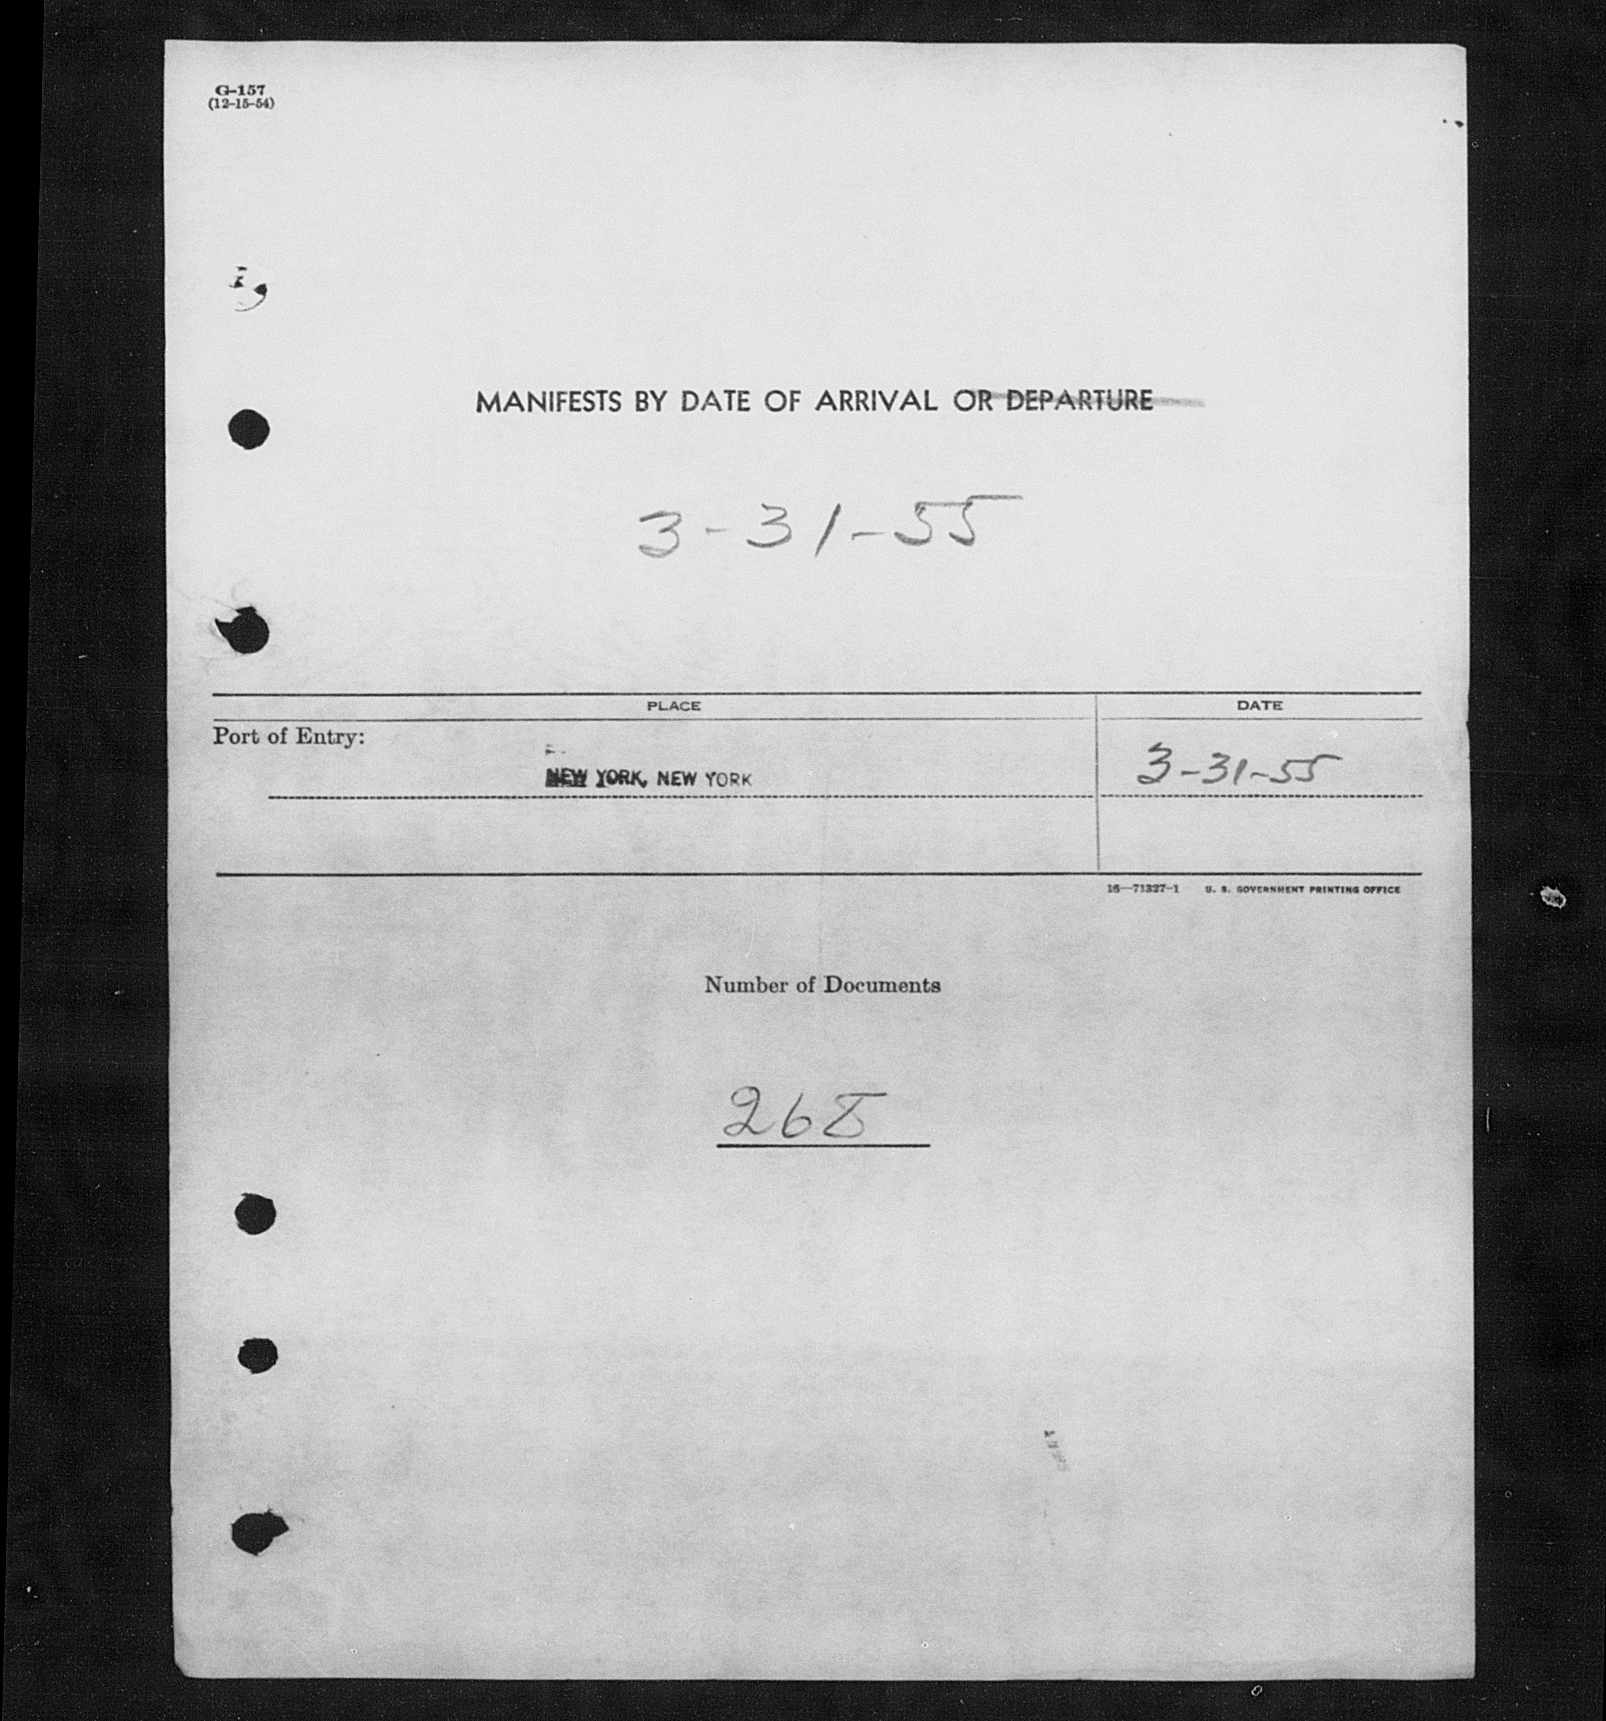 G-157
(12-15-54)
MANIFESTS BY DATE OF ARRIVAL OR DEPARTURE
3-31-55
PLACE DATE
Port of Entry:
NEW YORK, NEW YORK 3-31-55
16—71327-1 U. S. GOVERNMENT PRINTING OFFICE
Number of Documents
268